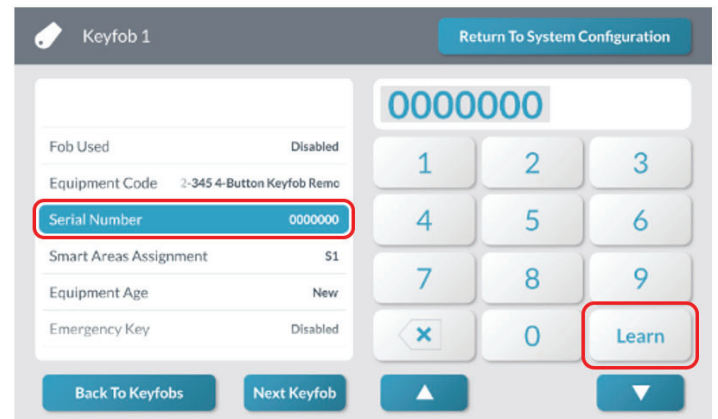 Keyfob 1
Return To System Configuration
0000000
Fob Used Disabled
Equipment Code 2-345 4-Button Keyfob Remo
Serial Number 0000000
Smart Areas Assignment S1
Equipment Age New
Emergency Key Disabled
1 2 3
4 5 6
7 8 9
0 Learn
Back To Keyfobs Next Keyfob